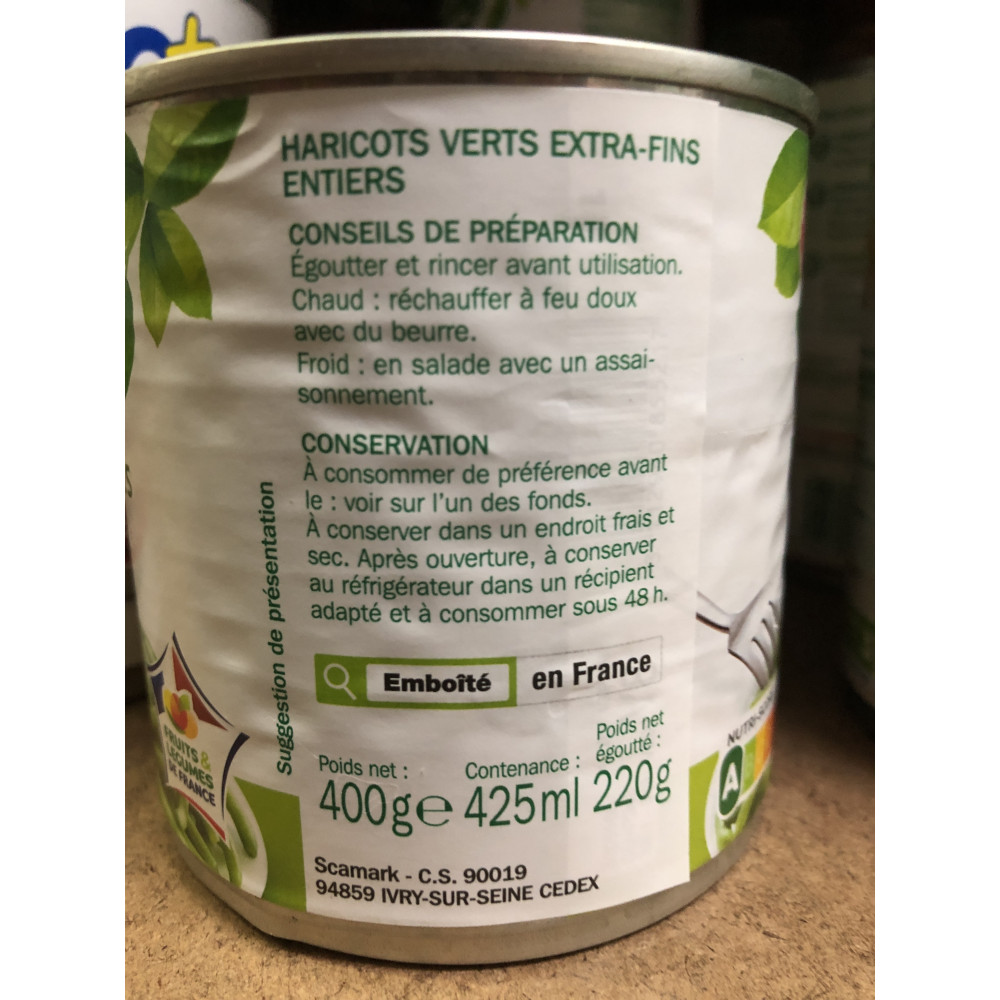 HARICOTS VERTS EXTRA-FINS
ENTIERS
CONSEILS DE PRÉPARATION
Égoutter et rincer avant utilisation.
Chaud : réchauffer à feu doux
avec du beurre.
Froid : en salade avec un assai-
sonnement.
CONSERVATION
À consommer de préférence avant
le : voir sur l'un des fonds.
À conserver dans un endroit frais et
sec. Après ouverture, à conserver
au réfrigérateur dans un récipient
adapté et à consommer sous 48 h.
Suggestion de présentation
Emboîté en France
FRUITS &
LÉGUMES
DE FRANCE
Poids net :
400g℮
Contenance :
425ml
Poids net
égoutté :
220g
NUTRI-SCORE
A
Scamark - C.S. 90019
94859 IVRY-SUR-SEINE CEDEX